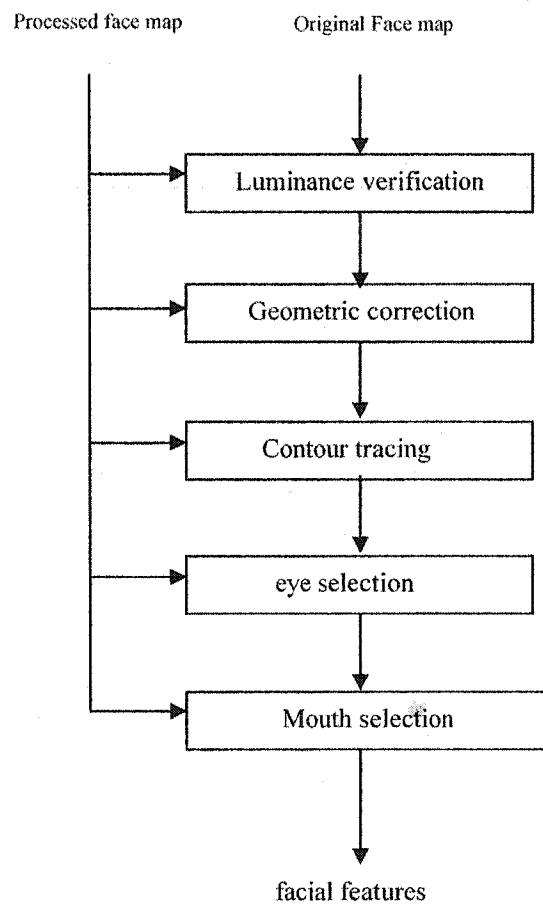 Processed face map
Original Face map
Luminance verification
Geometric correction
Contour tracing
eye selection
Mouth selection
facial features